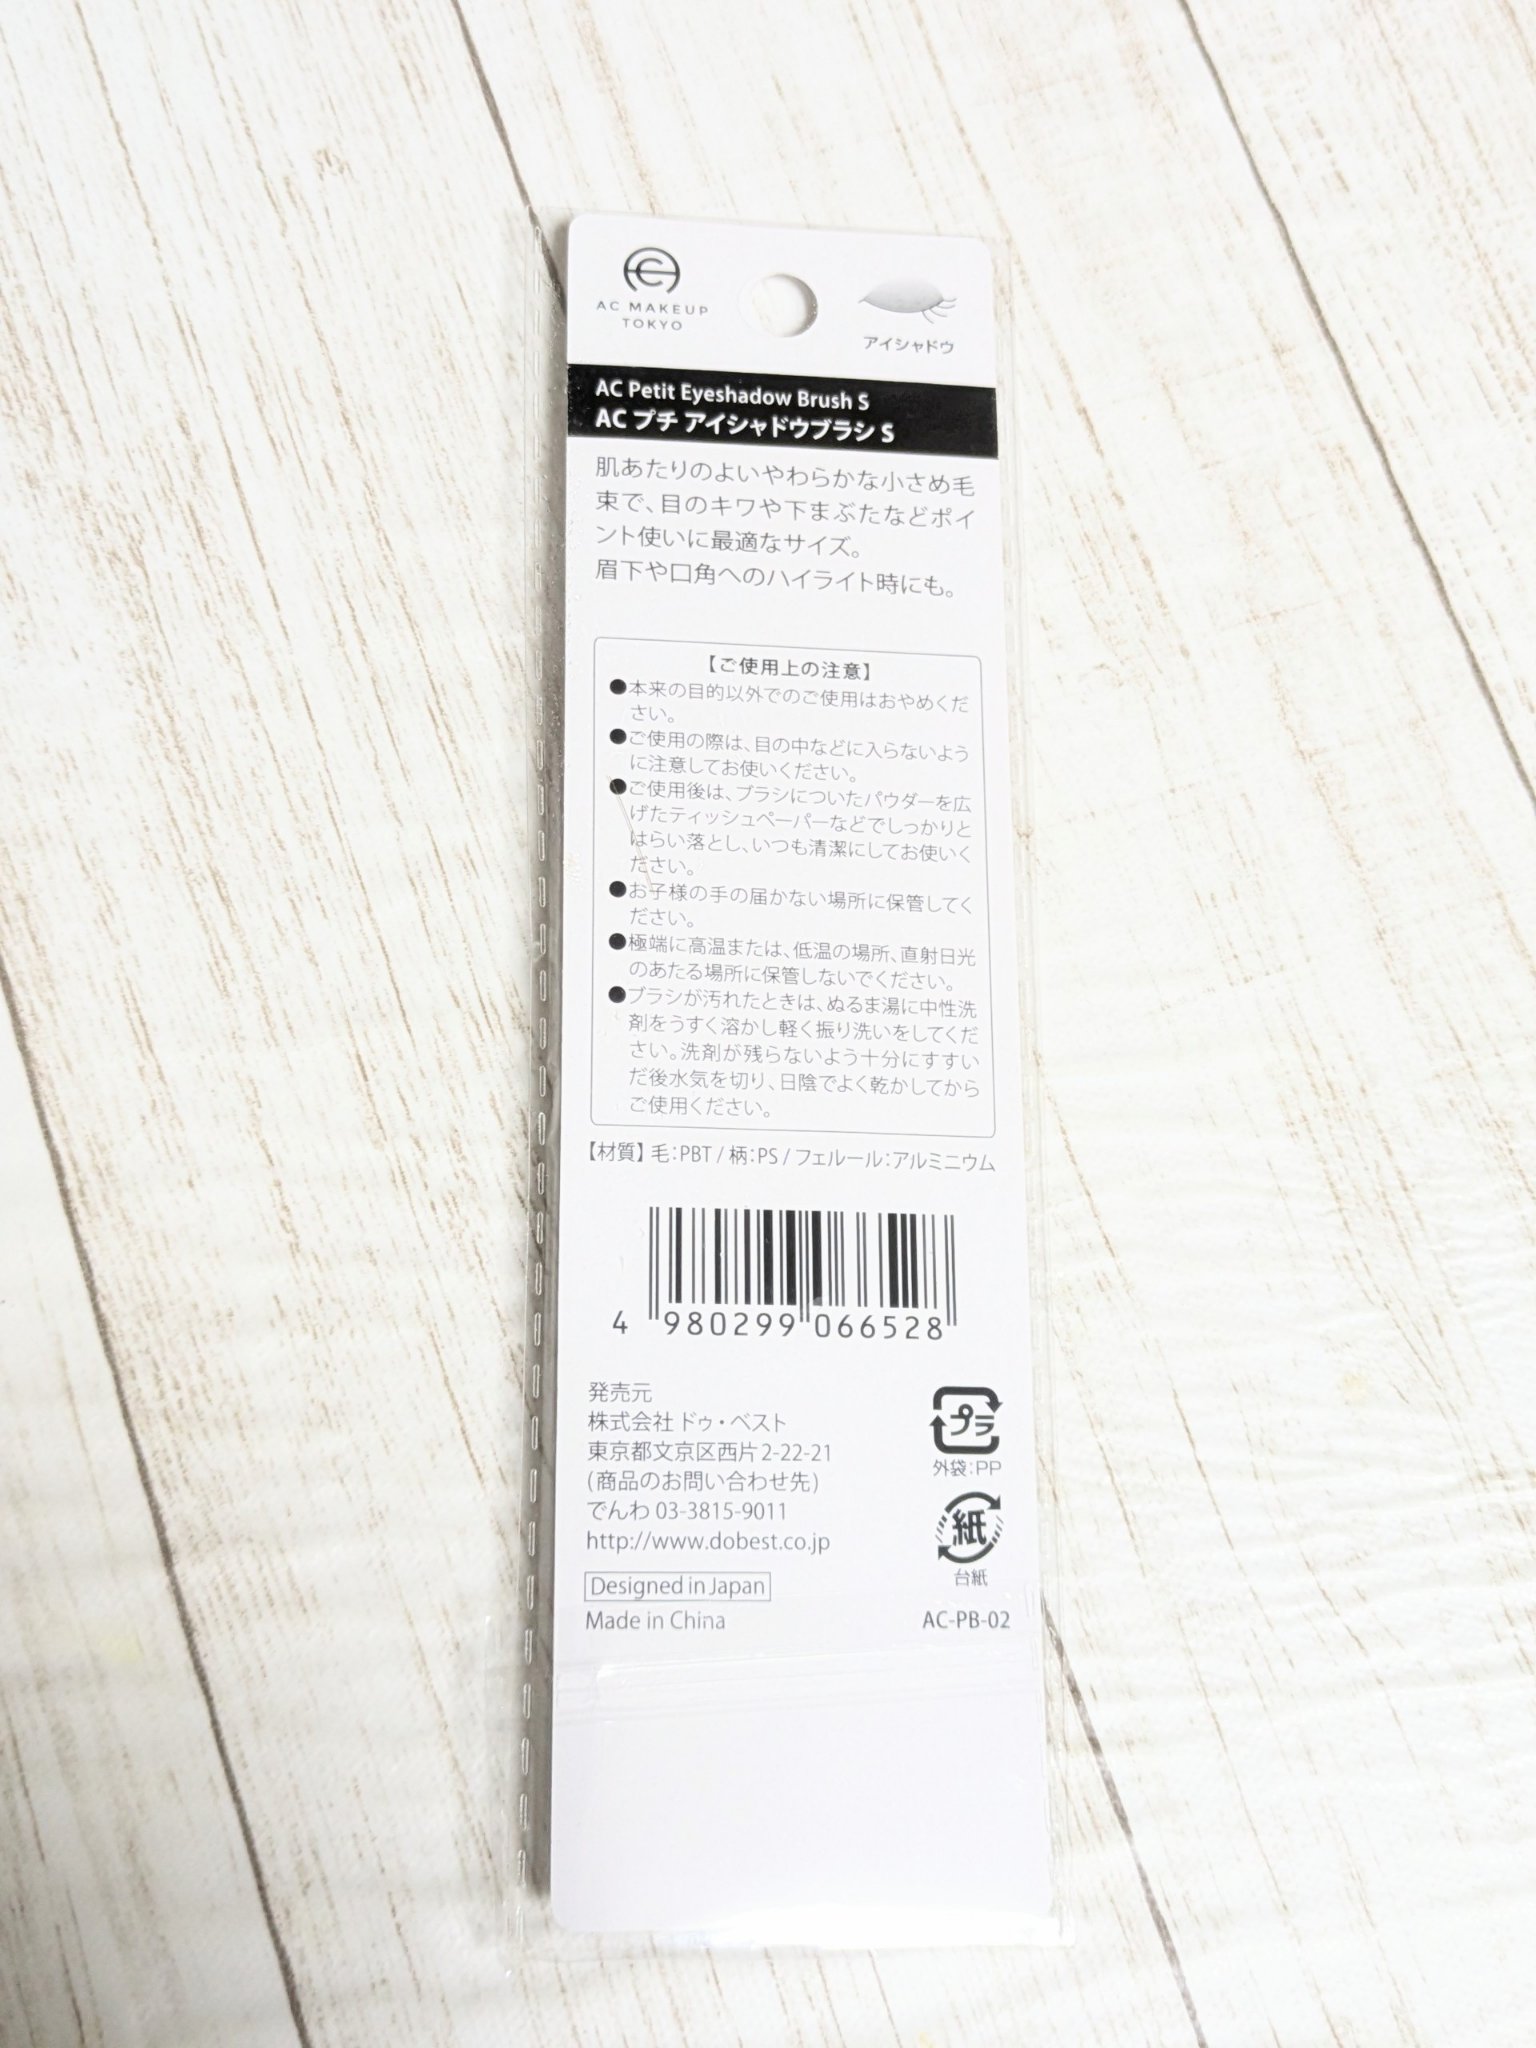 AC MAKEUP
TOKYO
アイシャドウ
AC Petit Eyeshadow Brush S
AC プチ アイシャドウブラシ S
肌あたりのよいやわらかな小さめ毛
束で、目のキワや下まぶたなどポイ
ント使いに最適なサイズ。
眉下や口角へのハイライト時にも。
【ご使用上の注意】
●本来の目的以外でのご使用はおやめくだ
さい。
●ご使用の際は、目の中などに入らないよう
に注意してお使いください。
●ご使用後は、ブラシについたパウダーを広
げたティッシュペーパーなどでしっかりと
はらい落とし、いつも清潔にしてお使いく
ださい。
●お子様の手の届かない場所に保管してく
ださい。
●極端に高温または、低温の場所、直射日光
のあたる場所に保管しないでください。
●ブラシが汚れたときは、ぬるま湯に中性洗
剤をうすく溶かし軽く振り洗いをしてくだ
さい。洗剤が残らないよう十分にすすい
だ後水気を切り、日陰でよく乾かしてから
ご使用ください。
【材質】毛:PBT / 柄:PS / フェルール:アルミニウム
4 980299 066528
発売元
株式会社 ドゥ・ベスト
東京都文京区西片 2-22-21
(商品のお問い合わせ先)
でんわ 03-3815-9011
http://www.dobest.co.jp
Designed in Japan
Made in China
プラ
外袋:PP
紙
台紙
AC-PB-02